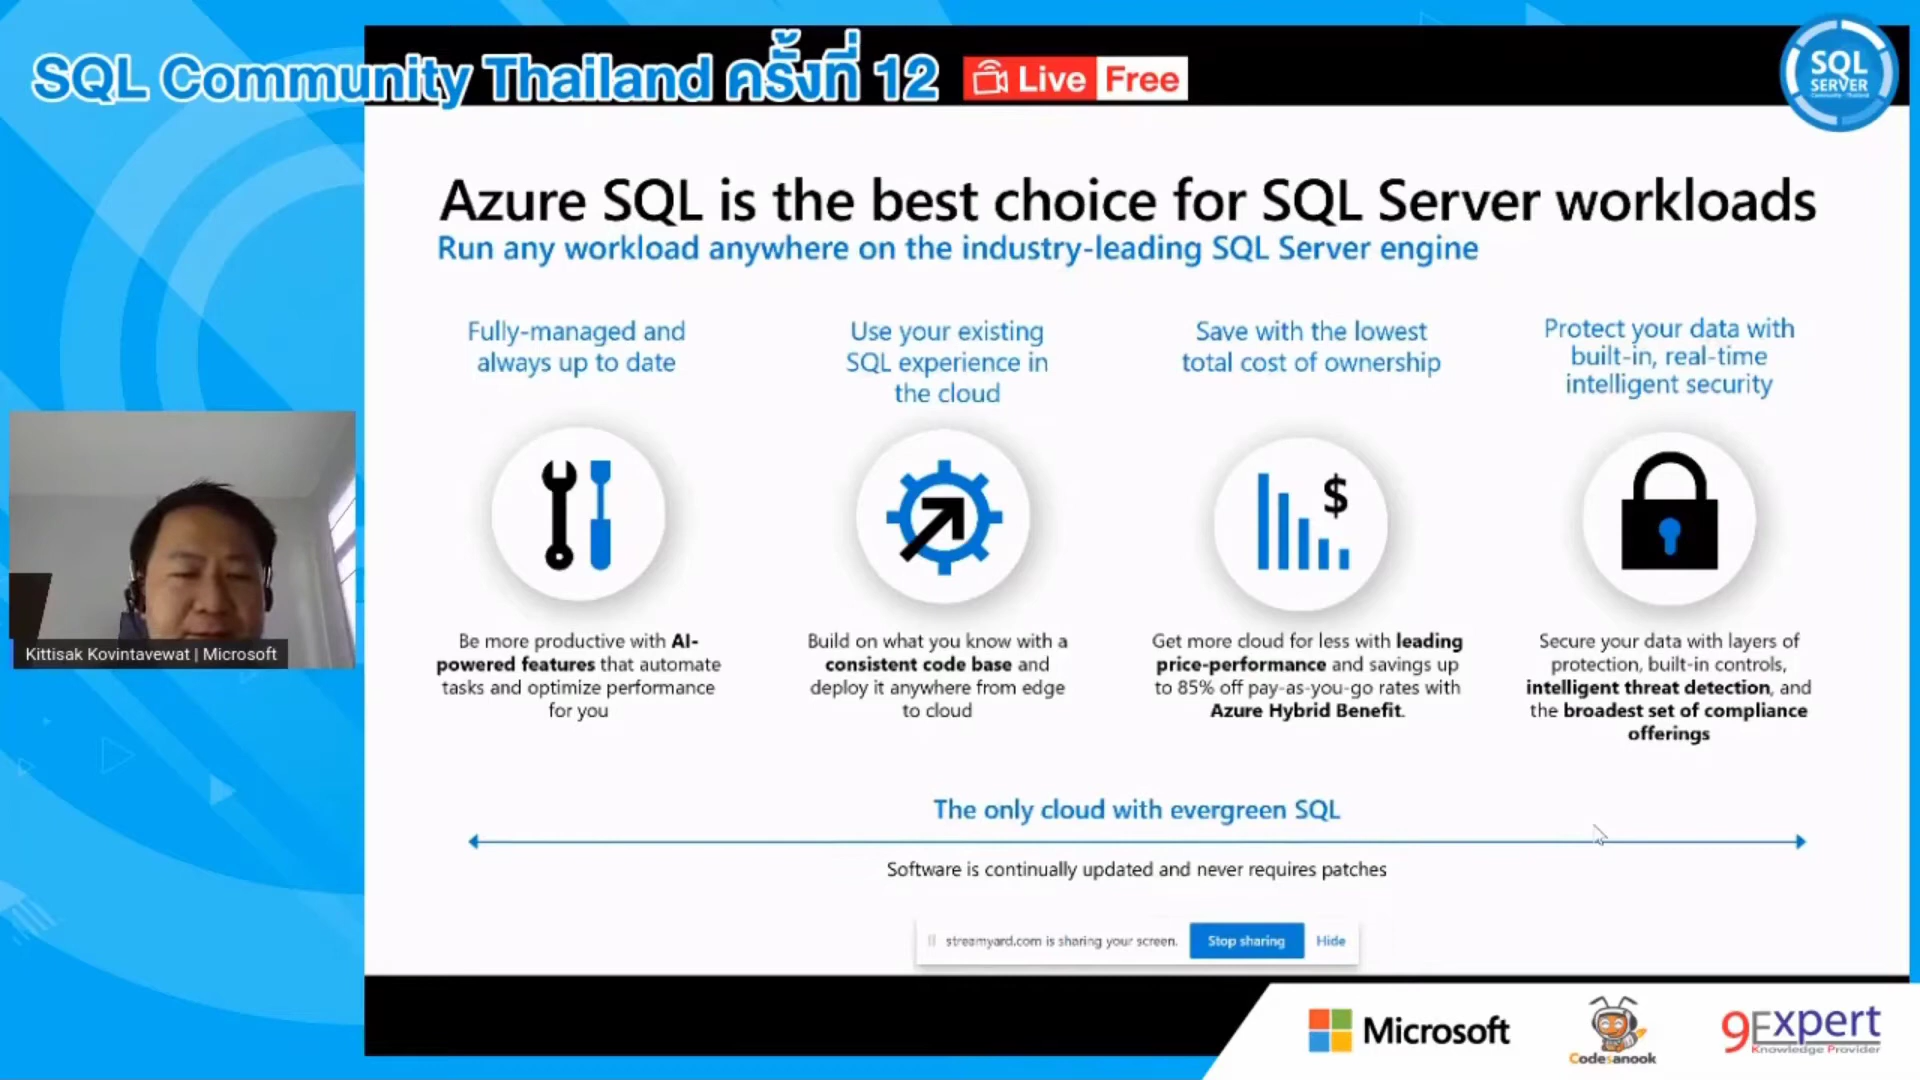 SQL Community Thailand ครั้งที่ 12
Live Free
SQL
SERVER
Azure SQL is the best choice for SQL Server workloads
Run any workload anywhere on the industry-leading SQL Server engine
Fully-managed and
always up to date
Be more productive with AI-
powered features that automate
tasks and optimize performance
for you
Use your existing
SQL experience in
the cloud
Build on what you know with a
consistent code base and
deploy it anywhere from edge
to cloud
Save with the lowest
total cost of ownership
$
Get more cloud for less with leading
price-performance and savings up
to 85% off pay-as-you-go rates with
Azure Hybrid Benefit.
Protect your data with
built-in, real-time
intelligent security
Secure your data with layers of
protection, built-in controls,
intelligent threat detection, and
the broadest set of compliance
offerings
The only cloud with evergreen SQL
Software is continually updated and never requires patches
streamyard.com is sharing your screen. Stop sharing Hide
Kittisak Kovintavewat | Microsoft
Microsoft
Codesanook
9Expert
Knowledge Provider